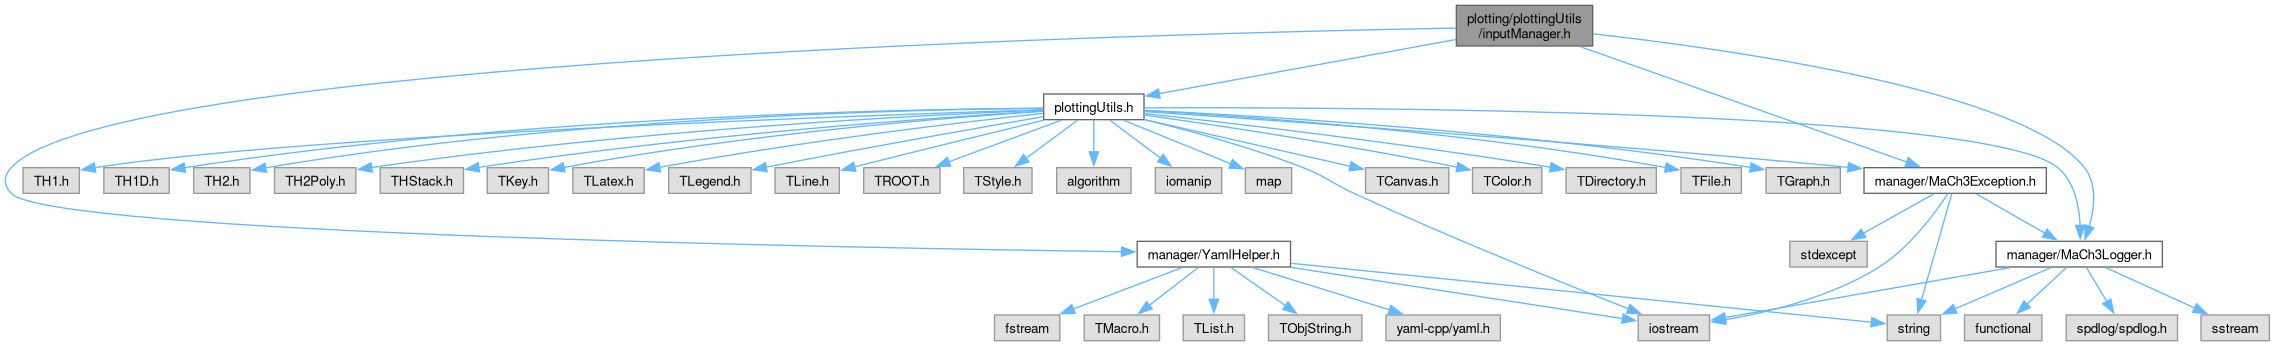 plotting/plottingUtils
/inputManager.h
plottingUtils.h
TH1.h
TH1D.h
TH2.h
TH2Poly.h
THStack.h
TKey.h
TLatex.h
TLegend.h
TLine.h
TROOT.h
TStyle.h
algorithm
iomanip
map
TCanvas.h
TColor.h
TDirectory.h
TFile.h
TGraph.h
manager/MaCh3Exception.h
manager/YamlHelper.h
stdexcept
manager/MaCh3Logger.h
fstream
TMacro.h
TList.h
TObjString.h
yaml-cpp/yaml.h
iostream
string
functional
spdlog/spdlog.h
sstream